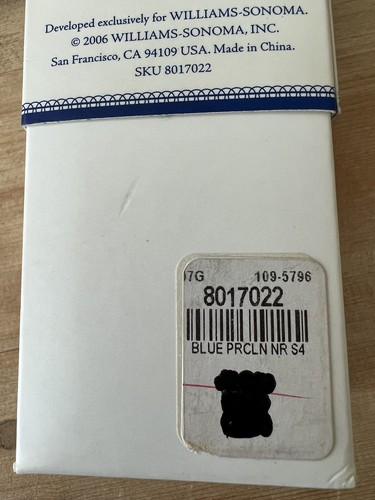 Developed exclusively for WILLIAMS-SONOMA.
© 2006 WILLIAMS-SONOMA, INC.
San Francisco, CA 94109 USA. Made in China.
SKU 8017022
7G 109-5796
8017022
BLUE PRCLN NR S4